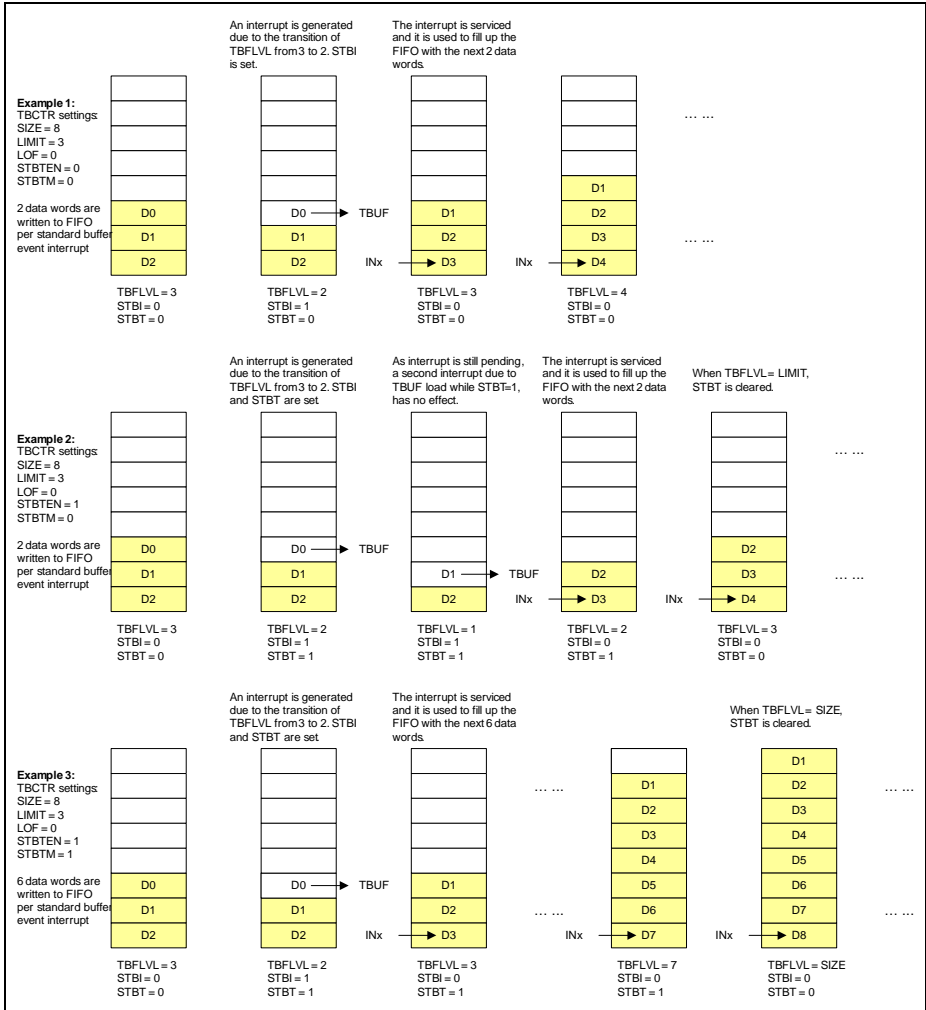 An interrupt is generated
due to the transition of
TBFLVL from 3 to 2. STBI
is set.
The interrupt is serviced
and it is used to fill up the
FIFO with the next 2 data
words.
Example 1:
TBCTR settings:
SIZE = 8
LIMIT = 3
LOF = 0
STBTEN = 0
STBTM = 0
2 data words are
written to FIFO
per standard buffer
event interrupt
... ...
D0
D1
D2
D0 TBUF
D1
D2
D1
D2
INx D3
D1
D2
D3
INx D4
... ...
TBFLVL = 3
STBI = 0
STBT = 0
TBFLVL = 2
STBI = 1
STBT = 0
TBFLVL = 3
STBI = 0
STBT = 0
TBFLVL = 4
STBI = 0
STBT = 0
An interrupt is generated
due to the transition of
TBFLVL from 3 to 2. STBI
and STBT are set.
As interrupt is still pending,
a second interrupt due to
TBUF load while STBT=1,
has no effect.
The interrupt is serviced
and it is used to fill up the
FIFO with the next 2 data
words.
When TBFLVL = LIMIT,
STBT is cleared.
Example 2:
TBCTR settings:
SIZE = 8
LIMIT = 3
LOF = 0
STBTEN = 1
STBTM = 0
2 data words are
written to FIFO
per standard buffer
event interrupt
... ...
D0
D1
D2
D0 TBUF
D1
D2
D1 TBUF
D2
D2
INx D3
D2
D3
INx D4
... ...
TBFLVL = 3
STBI = 0
STBT = 0
TBFLVL = 2
STBI = 1
STBT = 1
TBFLVL = 1
STBI = 1
STBT = 1
TBFLVL = 2
STBI = 0
STBT = 1
TBFLVL = 3
STBI = 0
STBT = 0
An interrupt is generated
due to the transition of
TBFLVL from 3 to 2. STBI
and STBT are set.
The interrupt is serviced
and it is used to fill up the
FIFO with the next 6 data
words.
When TBFLVL = SIZE,
STBT is cleared.
Example 3:
TBCTR settings:
SIZE = 8
LIMIT = 3
LOF = 0
STBTEN = 1
STBTM = 1
6 data words are
written to FIFO
per standard buffer
event interrupt
D0
D1
D2
D0 TBUF
D1
D2
D1
D2
INx D3
... ...
... ...
D1
D2
D3
D4
D5
D6
INx D7
D1
D2
D3
D4
D5
D6
D7
INx D8
... ...
... ...
TBFLVL = 3
STBI = 0
STBT = 0
TBFLVL = 2
STBI = 1
STBT = 1
TBFLVL = 3
STBI = 0
STBT = 1
TBFLVL = 7
STBI = 0
STBT = 1
TBFLVL = SIZE
STBI = 0
STBT = 0